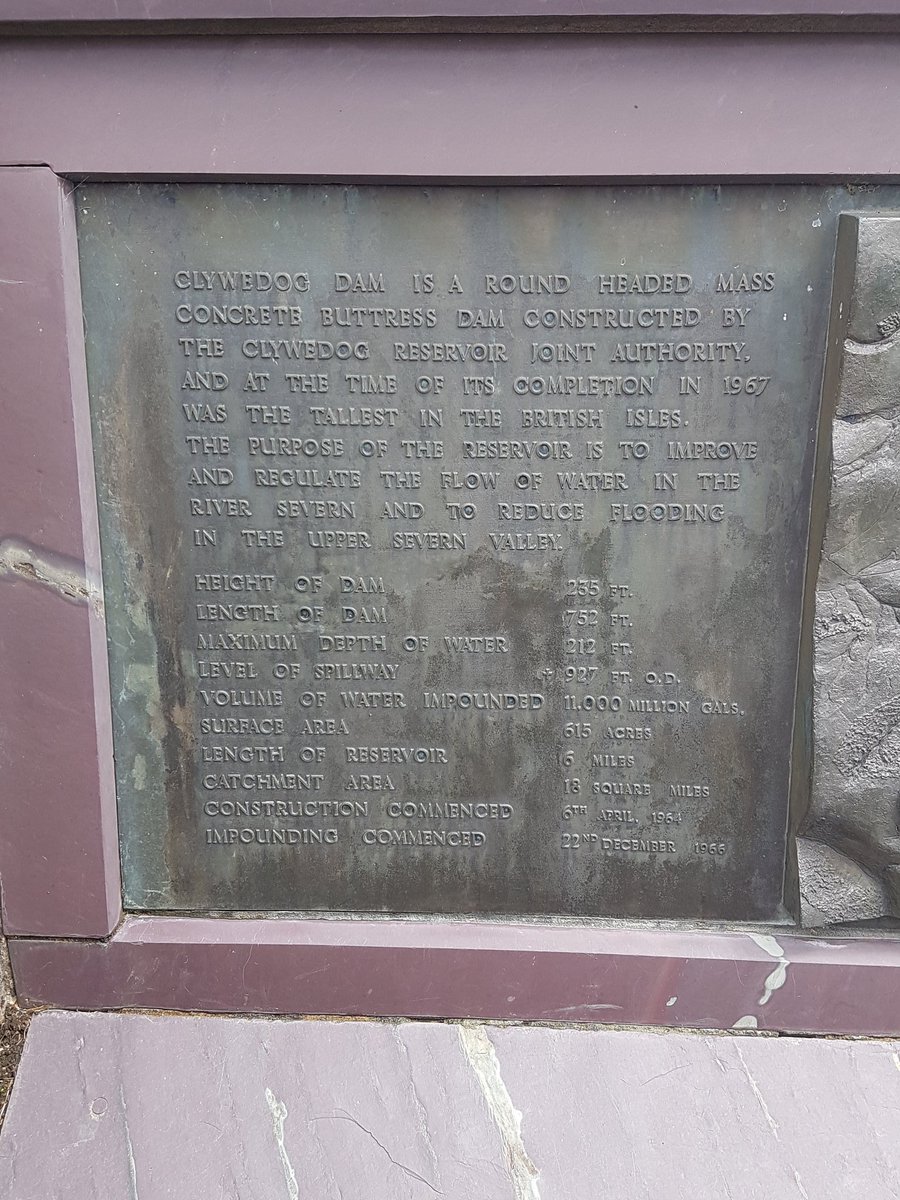 CLYWEDOG DAM IS A ROUND HEADED MASS
CONCRETE BUTTRESS DAM CONSTRUCTED BY
THE CLYWEDOG RESERVOIR JOINT AUTHORITY,
AND AT THE TIME OF ITS COMPLETION IN 1967
WAS THE TALLEST IN THE BRITISH ISLES.
THE PURPOSE OF THE RESERVOIR IS TO IMPROVE
AND REGULATE THE FLOW OF WATER IN THE
RIVER SEVERN AND TO REDUCE FLOODING
IN THE UPPER SEVERN VALLEY.
HEIGHT OF DAM 235 FT.
LENGTH OF DAM 752 FT.
MAXIMUM DEPTH OF WATER 212 FT.
LEVEL OF SPILLWAY + 927 FT. O.D.
VOLUME OF WATER IMPOUNDED 11,000 MILLION GALS.
SURFACE AREA 615 ACRES
LENGTH OF RESERVOIR 6 MILES
CATCHMENT AREA 18 SQUARE MILES
CONSTRUCTION COMMENCED 6TH APRIL, 1964
IMPOUNDING COMMENCED 22ND DECEMBER 1966